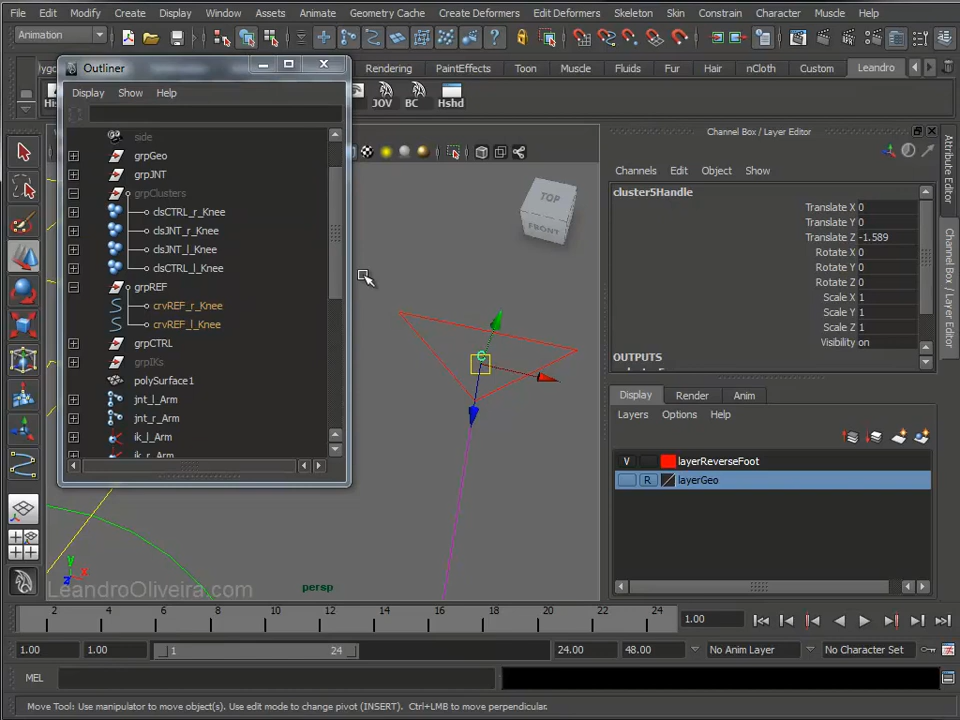 File Edit Modify Create Display Window Assets Animate Geometry Cache Create Deformers Edit Deformers Skeleton Skin Constrain Character Muscle Help
Animation
Outliner
Rendering PaintEffects Toon Muscle Fluids Fur Hair nCloth Custom Leandro
JOV BC Hshd
Display Show Help
side
grpGeo
grpJNT
grpClusters
clsCTRL_r_Knee
clsJNT_r_Knee
clsJNT_l_Knee
clsCTRL_l_Knee
grpREF
crvREF_r_Knee
crvREF_l_Knee
grpCTRL
grpIKs
polySurface1
jnt_l_Arm
jnt_r_Arm
ik_l_Arm
ik_r_Arm
TOP
FRONT
y
x
z
LeandroOliveira.com
persp
Channel Box / Layer Editor
Channels Edit Object Show
cluster5Handle
Translate X 0
Translate Y 0
Translate Z -1.589
Rotate X 0
Rotate Y 0
Rotate Z 0
Scale X 1
Scale Y 1
Scale Z 1
Visibility on
OUTPUTS
Display Render Anim
Layers Options Help
V layerReverseFoot
R layerGeo
Attribute Editor
Channel Box / Layer Editor
2 4 6 8 10 12 14 16 18 20 22 24
1.00
1.00 1.00 1 24 24.00 48.00 No Anim Layer No Character Set
MEL
Move Tool: Use manipulator to move object(s). Use edit mode to change pivot (INSERT). Ctrl+LMB to move perpendicular.